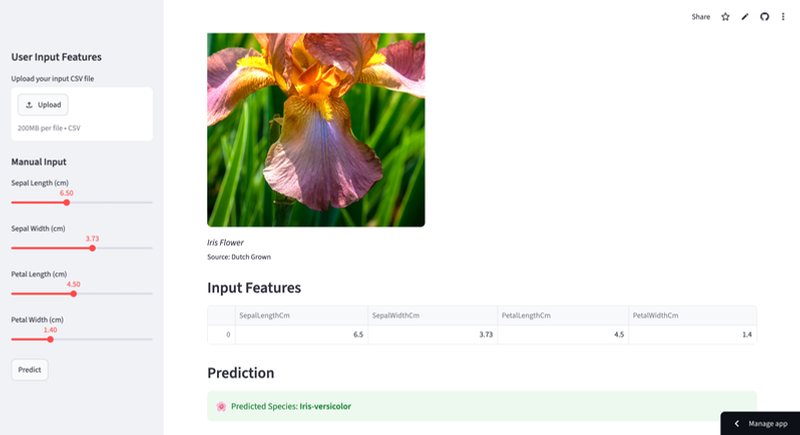 Share
User Input Features
Upload your input CSV file
Upload
200MB per file • CSV
Manual Input
Sepal Length (cm)
6.50
Sepal Width (cm)
3.73
Petal Length (cm)
4.50
Petal Width (cm)
1.40
Predict
Iris Flower
Source: Dutch Grown
Input Features
SepalLengthCm SepalWidthCm PetalLengthCm PetalWidthCm
0 6.5 3.73 4.5 1.4
Prediction
Predicted Species: Iris-versicolor
Manage app